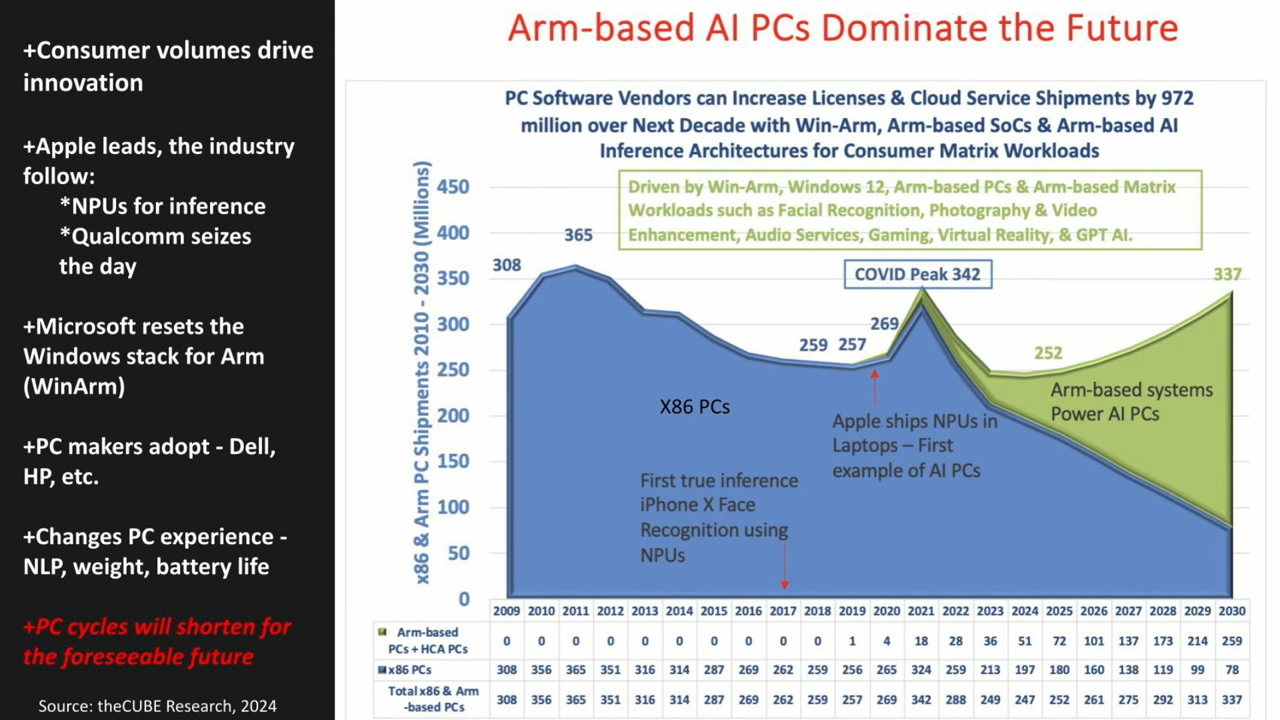 +Consumer volumes drive
innovation
+Apple leads, the industry
follow:
*NPUs for inference
*Qualcomm seizes
the day
+Microsoft resets the
Windows stack for Arm
(WinArm)
+PC makers adopt - Dell,
HP, etc.
+Changes PC experience -
NLP, weight, battery life
+PC cycles will shorten for
the foreseeable future
Source: theCUBE Research, 2024
Arm-based AI PCs Dominate the Future
PC Software Vendors can Increase Licenses & Cloud Service Shipments by 972
million over Next Decade with Win-Arm, Arm-based SoCs & Arm-based AI
Inference Architectures for Consumer Matrix Workloads
Driven by Win-Arm, Windows 12, Arm-based PCs & Arm-based Matrix
Workloads such as Facial Recognition, Photography & Video
Enhancement, Audio Services, Gaming, Virtual Reality, & GPT AI.
x86 & Arm PC Shipments 2010 - 2030 (Millions)
450
400
350
300
250
200
150
100
50
0
308
365
259
257
269
COVID Peak 342
252
337
X86 PCs
Arm-based systems
Power AI PCs
Apple ships NPUs in
Laptops – First
example of AI PCs
First true inference
iPhone X Face
Recognition using
NPUs
2009 2010 2011 2012 2013 2014 2015 2016 2017 2018 2019 2020 2021 2022 2023 2024 2025 2026 2027 2028 2029 2030
Arm-based
PCs + HCA PCs
0 0 0 0 0 0 0 0 0 0 1 4 18 28 36 51 72 101 137 173 214 259
x86 PCs 308 356 365 351 316 314 287 269 262 259 256 265 324 259 213 197 180 160 138 119 99 78
Total x86 & Arm
-based PCs
308 356 365 351 316 314 287 269 262 259 257 269 342 288 249 247 252 261 275 292 313 337